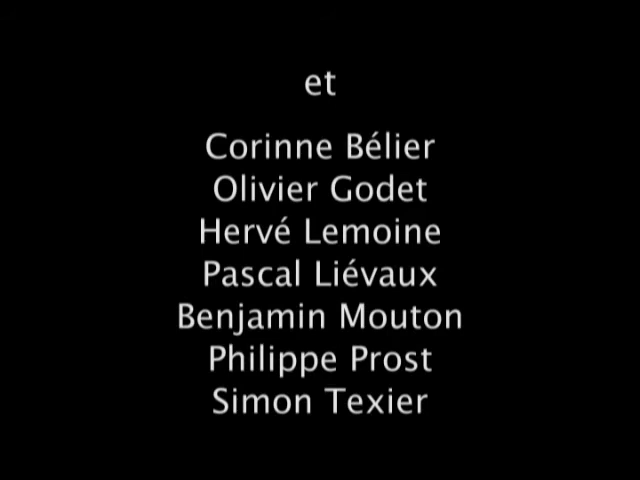 et
Corinne Bélier
Olivier Godet
Hervé Lemoine
Pascal Liévaux
Benjamin Mouton
Philippe Prost
Simon Texier